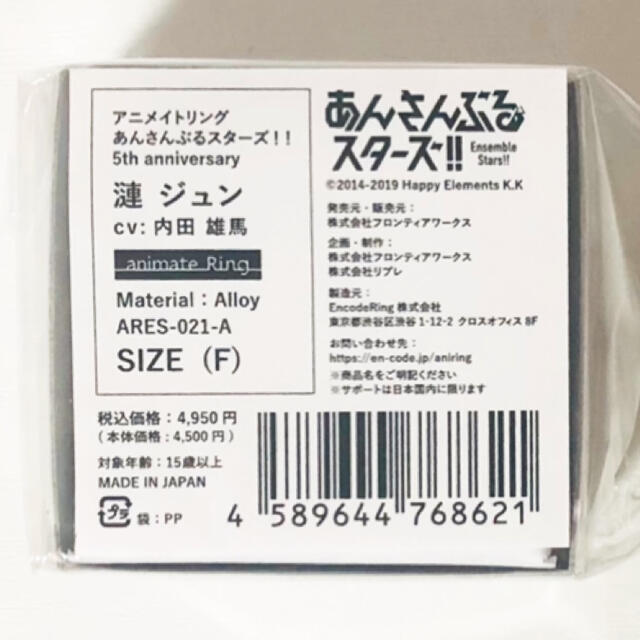 アニメイトリング
あんさんぶるスターズ！！
5th anniversary
漣 ジュン
cv: 内田 雄馬
animate Ring
Material : Alloy
ARES-021-A
SIZE（F）
あんさんぶる
スターズ!!
Ensemble
Stars!!
©2014-2019 Happy Elements K.K
発売元・販売元：
株式会社フロンティアワークス
企画・制作：
株式会社フロンティアワークス
株式会社リブレ
製造元：
EncodeRing 株式会社
東京都渋谷区渋谷 1-12-2 クロスオフィス 8F
お問い合わせ先：
https://en-code.jp/aniring
※商品名をご明記ください
※サポートは日本国内に限ります
税込価格：4,950 円
（本体価格：4,500 円）
対象年齢：15歳以上
MADE IN JAPAN
プラ 袋：PP
4 589644 768621